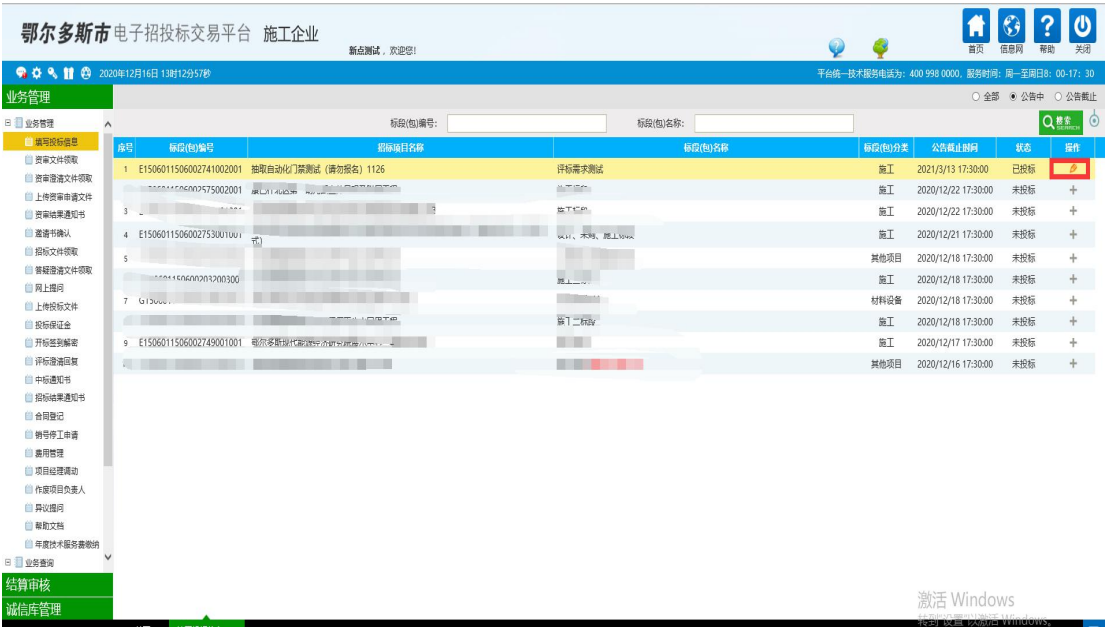 鄂尔多斯市电子招投标交易平台 施工企业
新点测试，欢迎您!
首页 信息网 帮助 关闭
2020年12月16日 13时12分57秒
平台统一技术服务电话为：400 998 0000，服务时间：周一至周日8：00-17：30
业务管理
全部 公告中 公告截止
业务管理
标段(包)编号: 标段(包)名称: 搜索 SEARCH
填写投标信息
序号 标段(包)编号 招标项目名称 标段(包)名称 标段(包)分类 公告截止时间 状态 操作
资审文件领取
1 E1506011506002741002001 抽取自动化门禁测试（请勿报名）1126 评标需求测试 施工 2021/3/13 17:30:00 已投标
资审澄清文件领取
施工 2020/12/22 17:30:00 未投标
上传资审申请文件
3 施工 2020/12/22 17:30:00 未投标
资审结果通知书
邀请书确认
4 E1506011506002753001001 施工 2020/12/21 17:30:00 未投标
招标文件领取
5 其他项目 2020/12/18 17:30:00 未投标
答疑澄清文件领取
施工 2020/12/18 17:30:00 未投标
网上提问
7 材料设备 2020/12/18 17:30:00 未投标
上传投标文件
施工二标段 施工 2020/12/18 17:30:00 未投标
投标保证金
开标签到解密
9 E1506011506002749001001 施工 2020/12/17 17:30:00 未投标
评标澄清回复
其他项目 2020/12/16 17:30:00 未投标
中标通知书
招标结果通知书
合同登记
销号停工申请
费用管理
项目经理调动
作废项目负责人
异议提问
帮助文档
年度技术服务费缴纳
业务查询
结算审核
诚信库管理
激活 Windows
转到"设置"以激活 Windows。